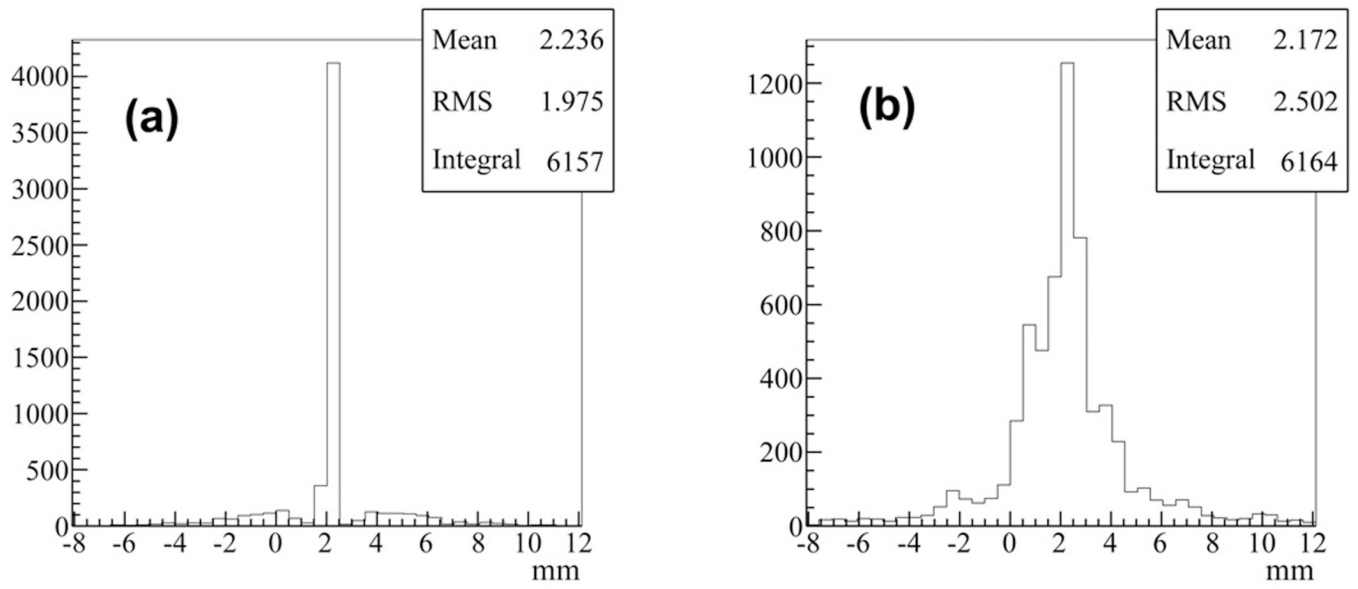 (a)
Mean 2.236
RMS 1.975
Integral 6157
4000
3500
3000
2500
2000
1500
1000
500
0
-8 -6 -4 -2 0 2 4 6 8 10 12
mm
(b)
Mean 2.172
RMS 2.502
Integral 6164
1200
1000
800
600
400
200
0
-8 -6 -4 -2 0 2 4 6 8 10 12
mm